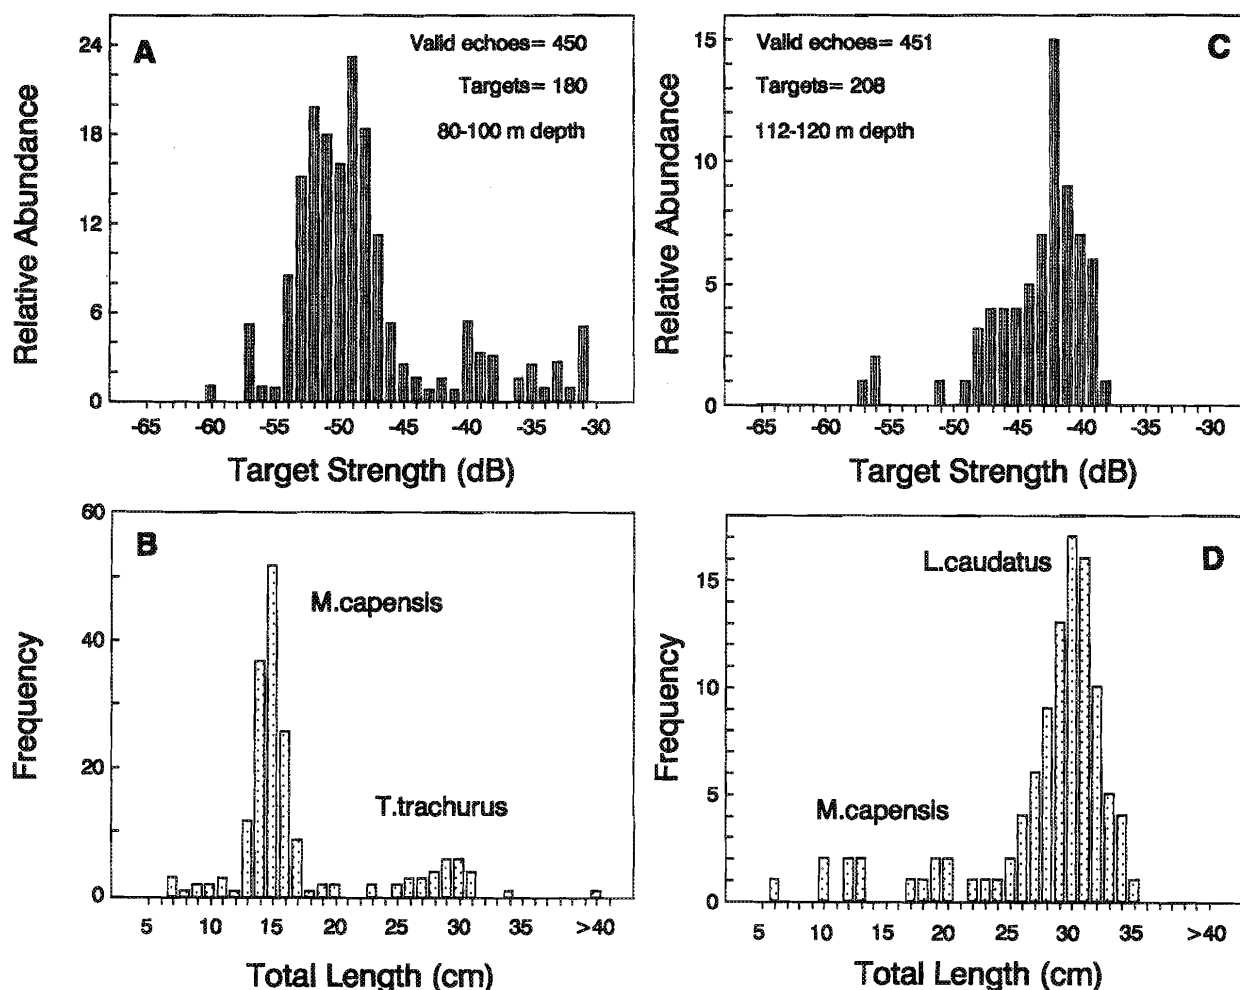 A
Valid echoes= 450
Targets= 180
80-100 m depth
Relative Abundance
24
18
12
6
0
-65 -60 -55 -50 -45 -40 -35 -30
Target Strength (dB)
C
Valid echoes= 451
Targets= 208
112-120 m depth
Relative Abundance
15
10
5
0
-65 -60 -55 -50 -45 -40 -35 -30
Target Strength (dB)
B
M.capensis
T.trachurus
Frequency
60
40
20
0
5 10 15 20 25 30 35 >40
Total Length (cm)
D
L.caudatus
M.capensis
Frequency
15
10
5
0
5 10 15 20 25 30 35 >40
Total Length (cm)